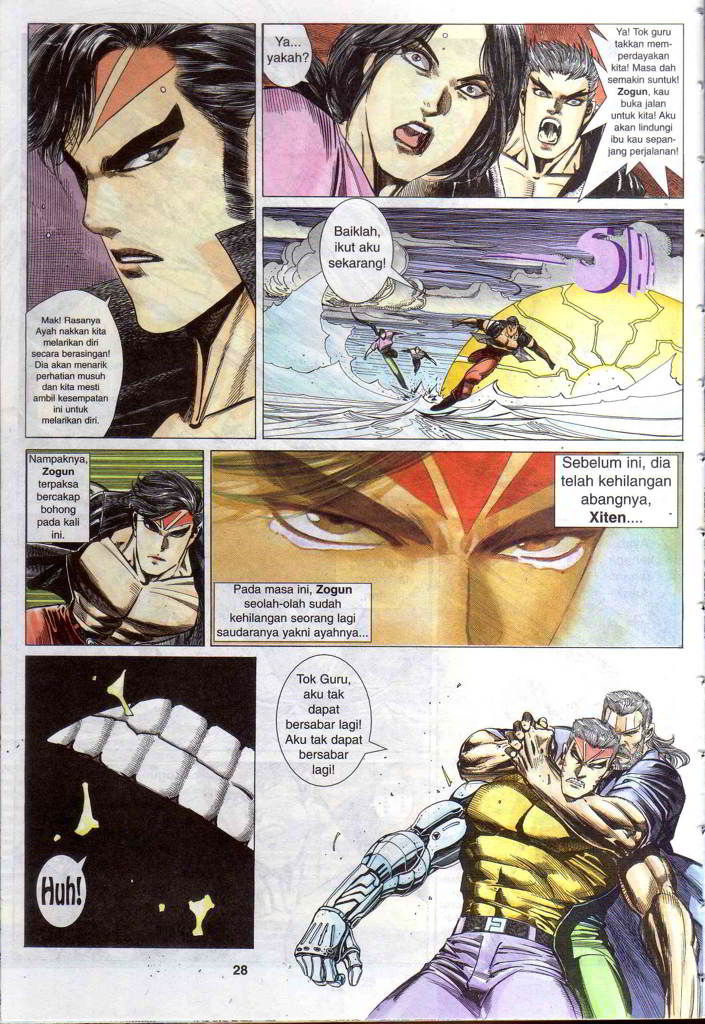 Mak! Rasanya
Ayah nakkan kita
melarikan diri
secara berasingan!
Dia akan menarik
perhatian musuh
dan kita mesti
ambil kesempatan
ini untuk
melarikan diri.
Ya...
yakah?
Ya! Tok guru
takkan mem-
perdayakan
kita! Masa dah
semakin suntuk!
Zogun, kau
buka jalan
untuk kita! Aku
akan lindungi
ibu kau sepan-
jang perjalanan!
Baiklah,
ikut aku
sekarang!
Nampaknya,
Zogun
terpaksa
bercakap
bohong
pada kali
ini.
Sebelum ini, dia
telah kehilangan
abangnya,
Xiten....
Pada masa ini, Zogun
seolah-olah sudah
kehilangan seorang lagi
saudaranya yakni ayahnya...
Huh!
Tok Guru,
aku tak
dapat
bersabar lagi!
Aku tak dapat
bersabar
lagi!
28